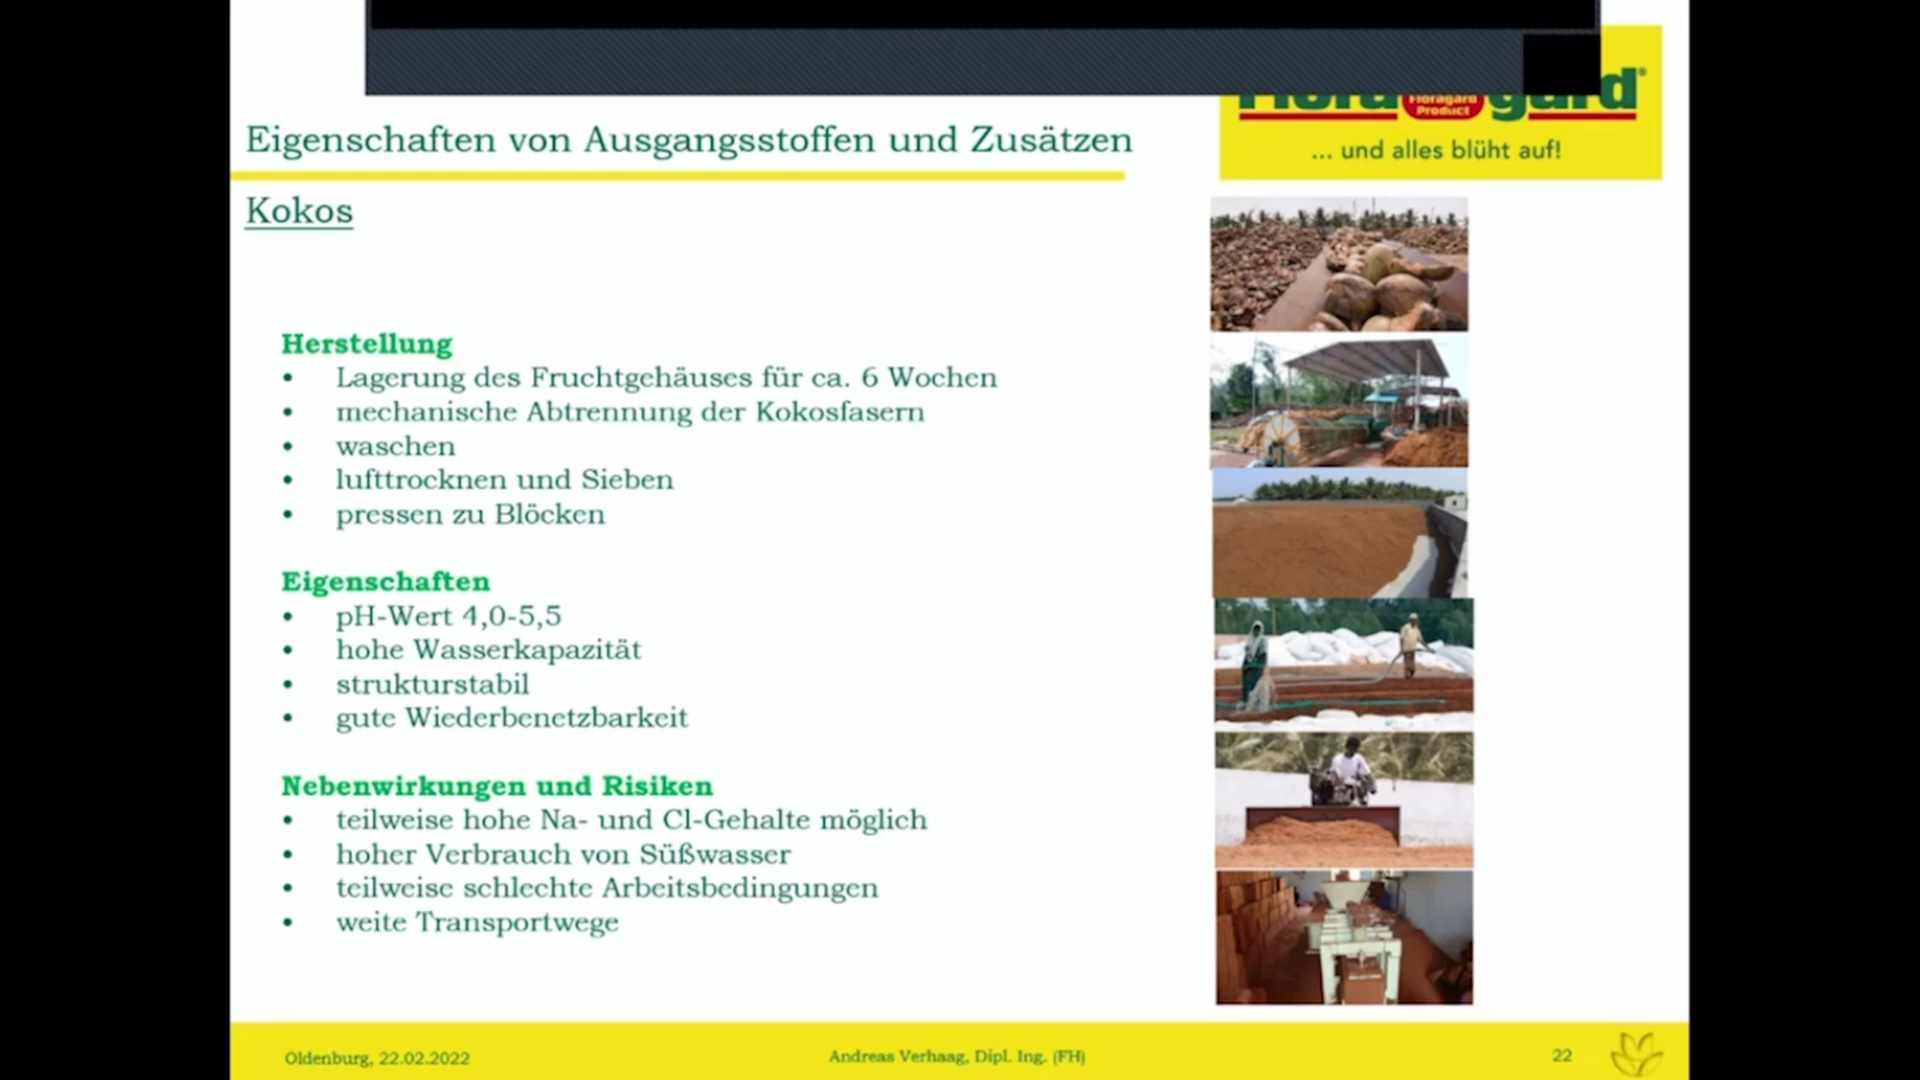 Floragard
Product
... und alles blüht auf!
Eigenschaften von Ausgangsstoffen und Zusätzen
Kokos
Herstellung
• Lagerung des Fruchtgehäuses für ca. 6 Wochen
• mechanische Abtrennung der Kokosfasern
• waschen
• lufttrocknen und Sieben
• pressen zu Blöcken
Eigenschaften
• pH-Wert 4,0-5,5
• hohe Wasserkapazität
• strukturstabil
• gute Wiederbenetzbarkeit
Nebenwirkungen und Risiken
• teilweise hohe Na- und Cl-Gehalte möglich
• hoher Verbrauch von Süßwasser
• teilweise schlechte Arbeitsbedingungen
• weite Transportwege
Oldenburg, 22.02.2022
Andreas Verhaag, Dipl. Ing. (FH)
22